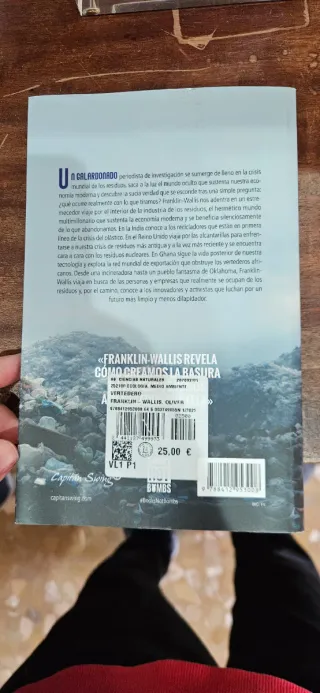 UN GALARDONADO periodista de investigación se sumerge de lleno en la crisis
mundial de los residuos, saca a la luz el mundo oculto que sustenta nuestra eco-
nomía moderna y descubre la sucia verdad que se esconde tras una simple pregunta:
¿qué ocurre realmente con lo que tiramos? Franklin-Wallis nos adentra en un estre-
mecedor viaje por el interior de la industria de los residuos, el hermético mundo
multimillonario que sustenta la economía moderna y se beneficia silenciosamente
de lo que abandonamos. En la India conoce a los recicladores que están en primera
línea de la crisis del plástico. En el Reino Unido viaja por las alcantarillas para enfren-
tarse a nuestra crisis de residuos más antigua y a la vez más reciente y se encuentra
cara a cara con los residuos nucleares. En Ghana sigue la vida posterior de nuestra
tecnología y explora la red mundial de exportación que obstruye los vertederos afri-
canos. Desde una incineradora hasta un pueblo fantasma de Oklahoma, Franklin-
Wallis viaja en busca de las personas y empresas que realmente se ocupan de los
residuos y, por el camino, conoce a los innovadores y activistas que luchan por un
futuro más limpio y menos dilapidador.
«FRANKLIN-WALLIS REVELA
CÓMO CREAMOS LA BASURA
CIENCIAS NATURALES
ECOLOGIA. MEDIO AMBIENTE
VERTEDERO
FRANKLIN - WALLIS, OLIVER
25,00 €
VL1 P1
Capitán Swing
capitanswing.com
BOMBS